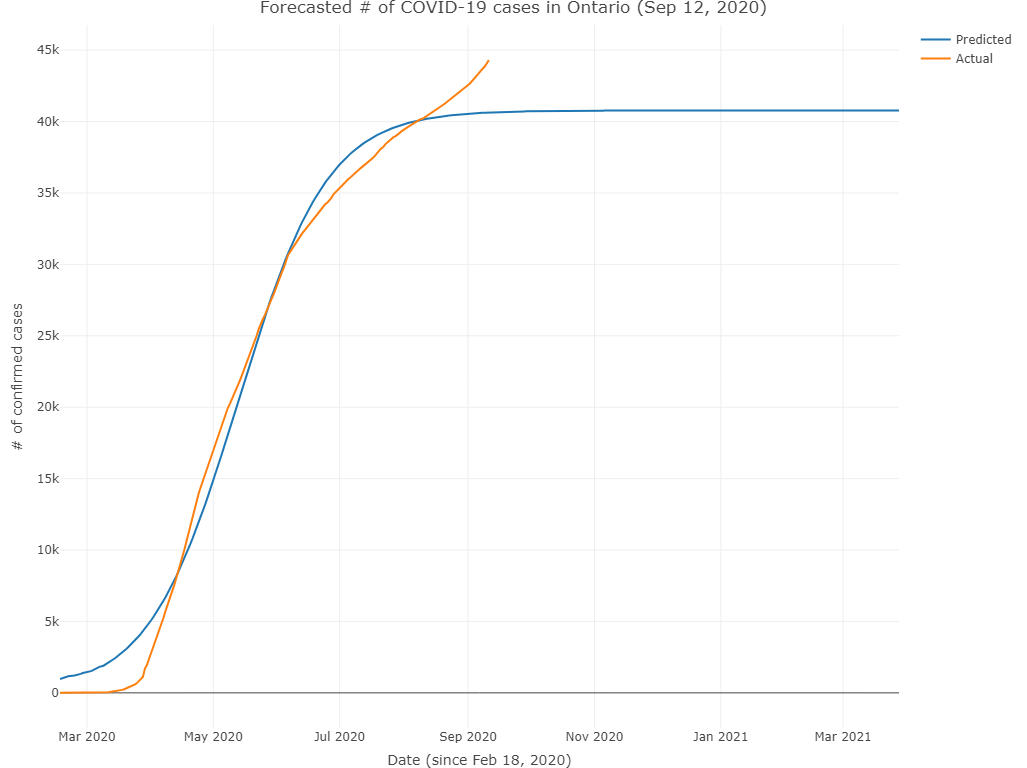 Forecasted # of COVID-19 cases in Ontario (Sep 12, 2020)
Predicted
Actual
45k
40k
35k
30k
25k
20k
15k
10k
5k
0
# of confirmed cases
Mar 2020 May 2020 Jul 2020 Sep 2020 Nov 2020 Jan 2021 Mar 2021
Date (since Feb 18, 2020)